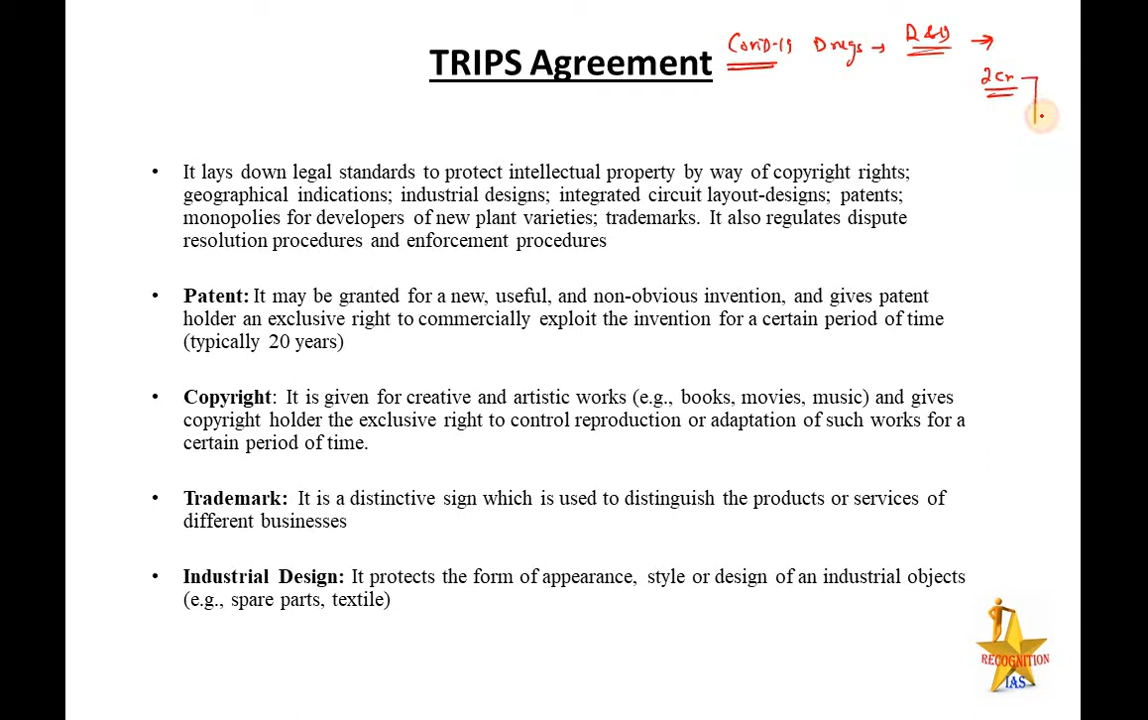 TRIPS Agreement
Covid-19 Drugs → R&D →
2cr
• It lays down legal standards to protect intellectual property by way of copyright rights;
geographical indications; industrial designs; integrated circuit layout-designs; patents;
monopolies for developers of new plant varieties; trademarks. It also regulates dispute
resolution procedures and enforcement procedures
• Patent: It may be granted for a new, useful, and non-obvious invention, and gives patent
holder an exclusive right to commercially exploit the invention for a certain period of time
(typically 20 years)
• Copyright: It is given for creative and artistic works (e.g., books, movies, music) and gives
copyright holder the exclusive right to control reproduction or adaptation of such works for a
certain period of time.
• Trademark: It is a distinctive sign which is used to distinguish the products or services of
different businesses
• Industrial Design: It protects the form of appearance, style or design of an industrial objects
(e.g., spare parts, textile)
RECOGNITION
IAS